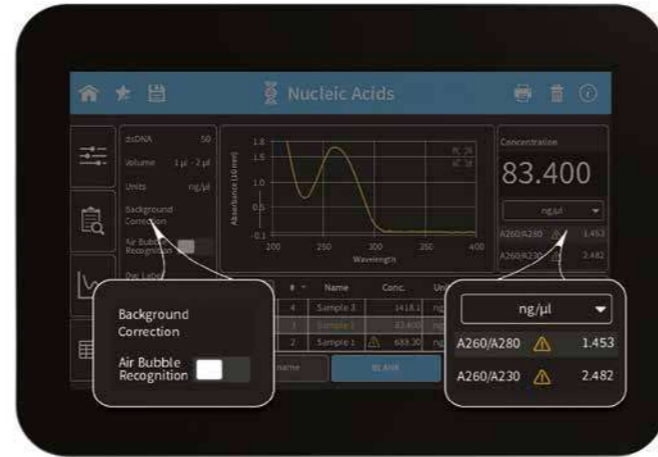 Nucleic Acids
dsDNA 50
Volume 1 µl - 2 µl
Units ng/µl
Background
Correction
Air Bubble
Recognition
Dye Label
Absorbance (10 mm)
1.8
1.5
1.0
0.5
0.1
200 250 300 350 400
Wavelength
Concentration
83.400
ng/µl
A260/A280 1.453
A260/A230 2.482
# Name Conc.
4 Sample 3 1418.1
3 Sample 2 83.400
2 Sample 1 688.30
name
BLANK
Background
Correction
Air Bubble
Recognition
ng/µl
A260/A280 1.453
A260/A230 2.482